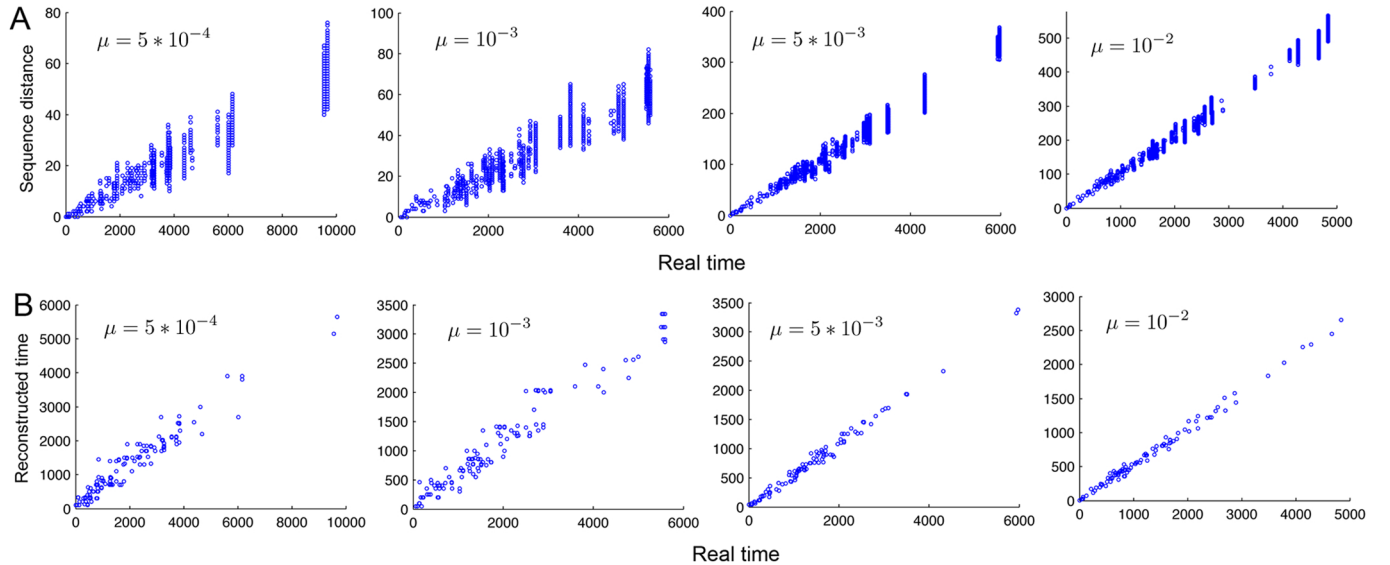 A
μ = 5 ∗ 10⁻⁴
μ = 10⁻³
μ = 5 ∗ 10⁻³
μ = 10⁻²
Sequence distance
80
60
40
20
0
0 2000 4000 6000 8000 10000
100
80
60
40
20
0
0 2000 4000 6000
400
300
200
100
0
0 2000 4000 6000
500
400
300
200
100
0
0 1000 2000 3000 4000 5000
Real time
B
μ = 5 ∗ 10⁻⁴
μ = 10⁻³
μ = 5 ∗ 10⁻³
μ = 10⁻²
Reconstructed time
6000
5000
4000
3000
2000
1000
0
0 2000 4000 6000 8000 10000
3500
3000
2500
2000
1500
1000
500
0
0 2000 4000 6000
3500
3000
2500
2000
1500
1000
500
0
0 2000 4000 6000
3000
2500
2000
1500
1000
500
0
0 1000 2000 3000 4000 5000
Real time